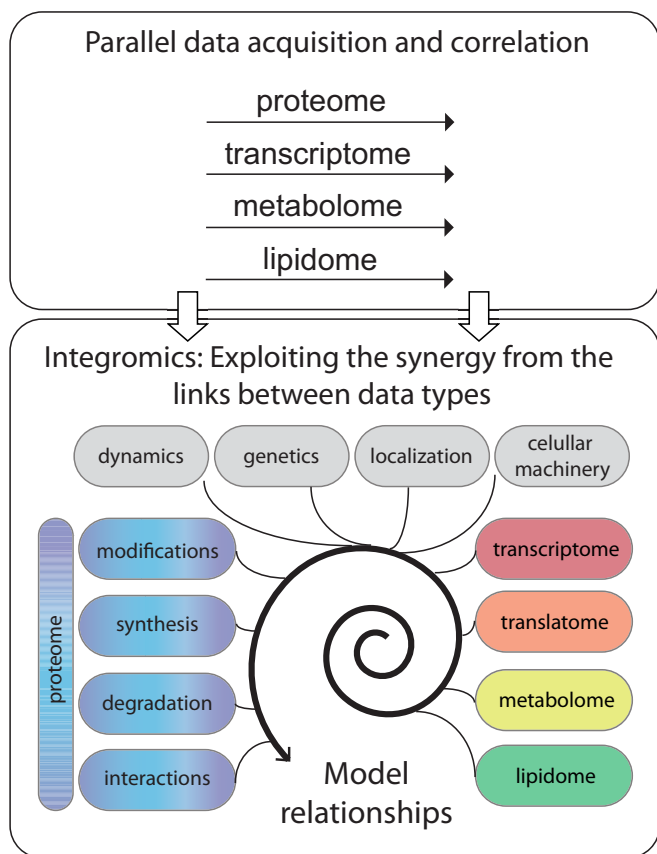 Parallel data acquisition and correlation
proteome
transcriptome
metabolome
lipidome
Integromics: Exploiting the synergy from the
links between data types
dynamics
genetics
localization
celullar
machinery
proteome
modifications
synthesis
degradation
interactions
transcriptome
translatome
metabolome
lipidome
Model
relationships